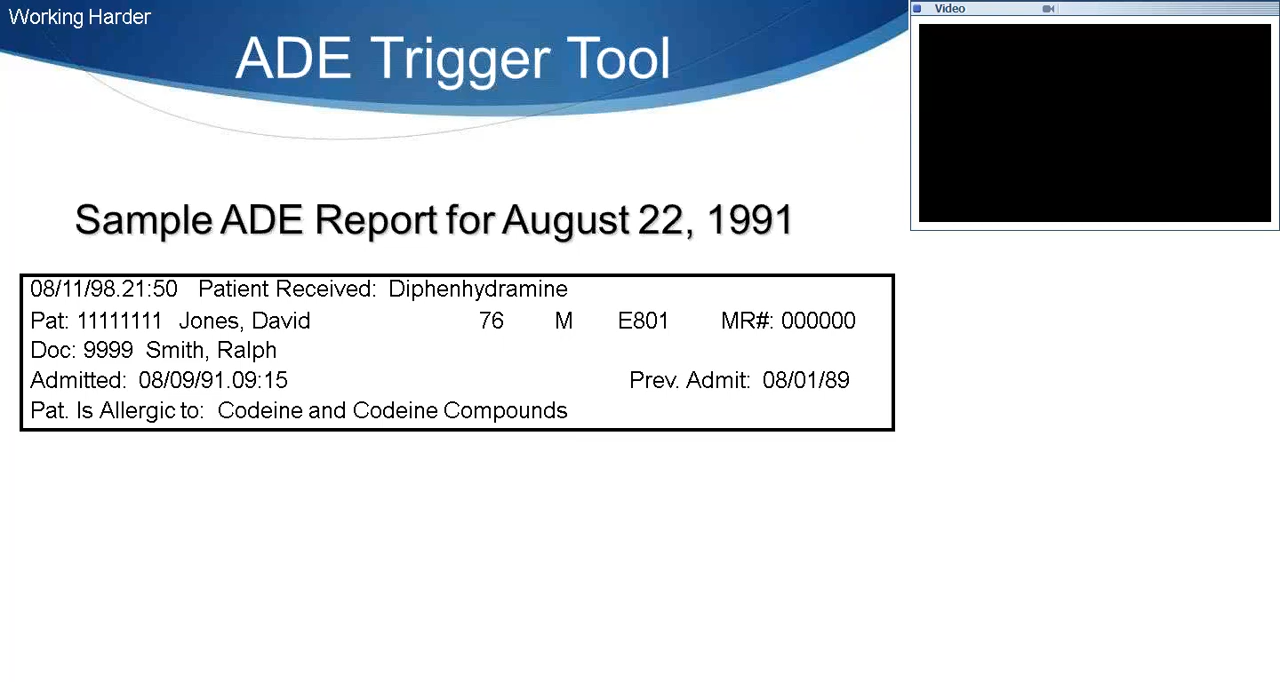 Working Harder
ADE Trigger Tool
Video
Sample ADE Report for August 22, 1991
08/11/98.21:50 Patient Received: Diphenhydramine
Pat: 11111111 Jones, David 76 M E801 MR#: 000000
Doc: 9999 Smith, Ralph
Admitted: 08/09/91.09:15 Prev. Admit: 08/01/89
Pat. Is Allergic to: Codeine and Codeine Compounds